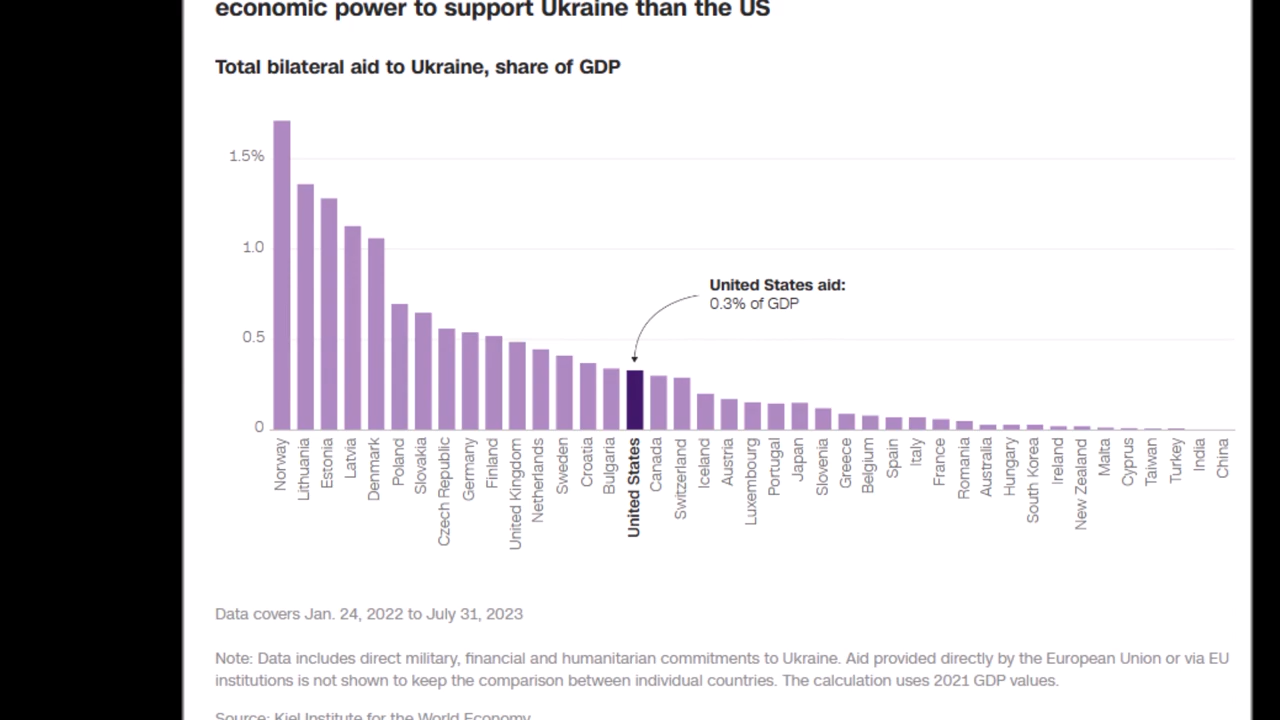 economic power to support Ukraine than the US
Total bilateral aid to Ukraine, share of GDP
1.5%
1.0
0.5
0
United States aid:
0.3% of GDP
Norway
Lithuania
Estonia
Latvia
Denmark
Poland
Slovakia
Czech Republic
Germany
Finland
United Kingdom
Netherlands
Sweden
Croatia
Bulgaria
United States
Canada
Switzerland
Iceland
Austria
Luxembourg
Portugal
Japan
Slovenia
Greece
Belgium
Spain
Italy
France
Romania
Australia
Hungary
South Korea
Ireland
New Zealand
Malta
Cyprus
Taiwan
Turkey
India
China
Data covers Jan. 24, 2022 to July 31, 2023
Note: Data includes direct military, financial and humanitarian commitments to Ukraine. Aid provided directly by the European Union or via EU
institutions is not shown to keep the comparison between individual countries. The calculation uses 2021 GDP values.
Source: Kiel Institute for the World Economy